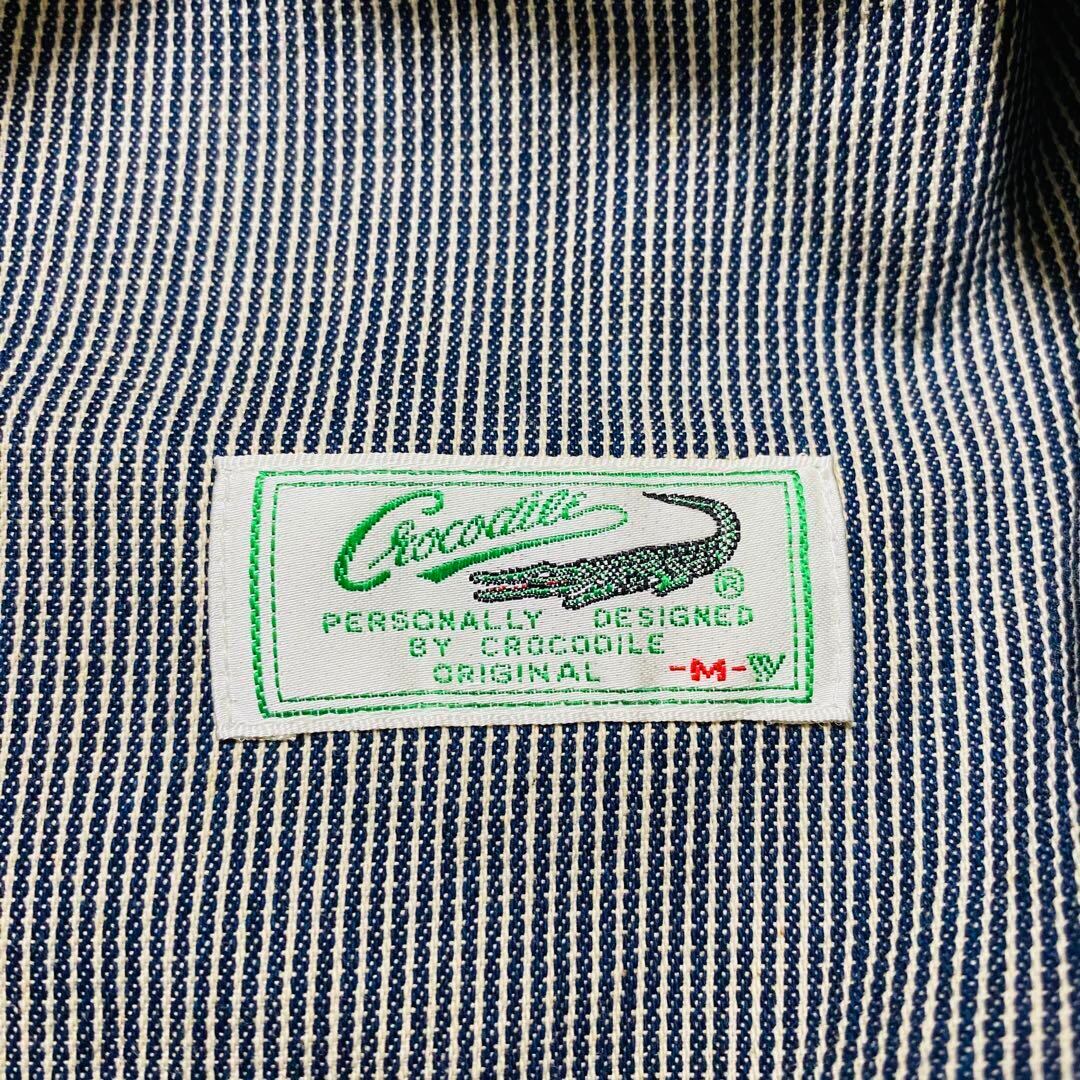 Crocodile ®
PERSONALLY DESIGNED
BY CROCODILE
ORIGINAL -M-W